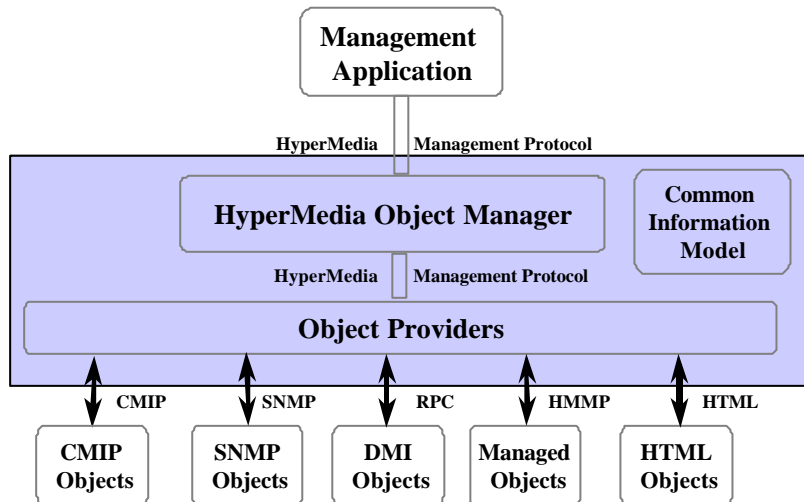 Management
Application
HyperMedia Management Protocol
HyperMedia Object Manager
Common
Information
Model
HyperMedia Management Protocol
Object Providers
CMIP SNMP RPC HMMP HTML
CMIP
Objects
SNMP
Objects
DMI
Objects
Managed
Objects
HTML
Objects